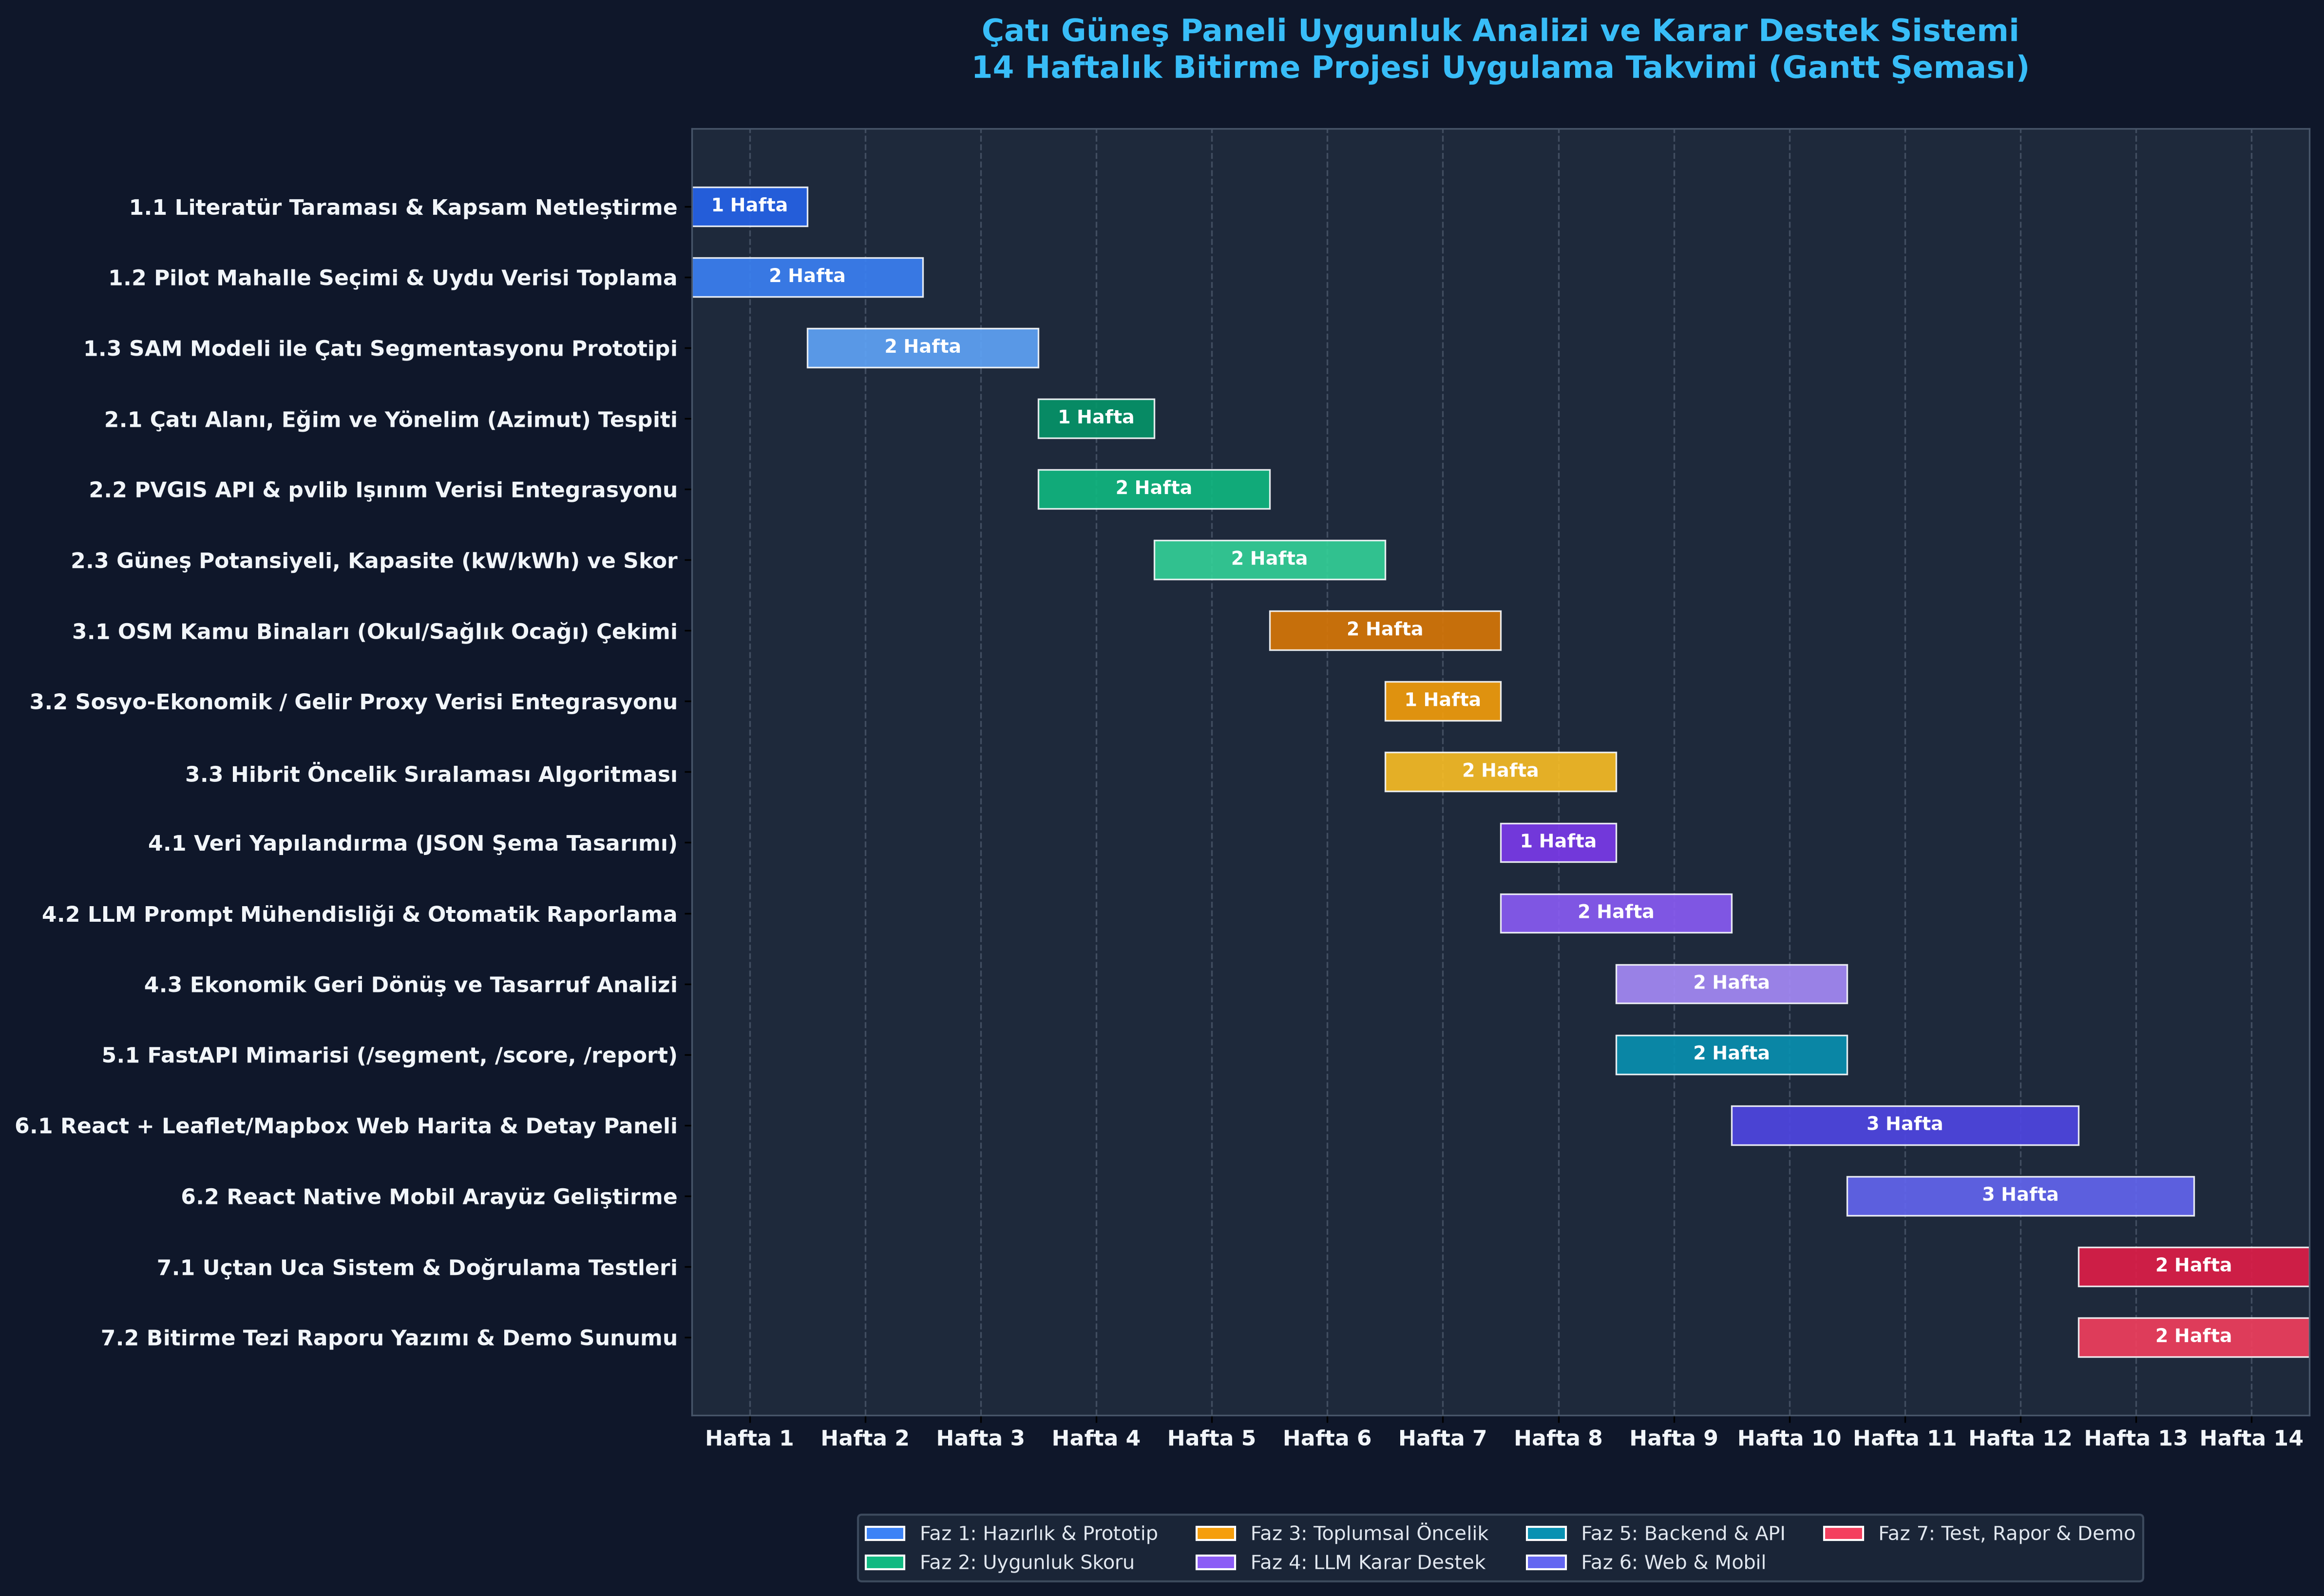 Çatı Güneş Paneli Uygunluk Analizi ve Karar Destek Sistemi
14 Haftalık Bitirme Projesi Uygulama Takvimi (Gantt Şeması)
1.1 Literatür Taraması & Kapsam Netleştirme
1 Hafta
1.2 Pilot Mahalle Seçimi & Uydu Verisi Toplama
2 Hafta
1.3 SAM Modeli ile Çatı Segmentasyonu Prototipi
2 Hafta
2.1 Çatı Alanı, Eğim ve Yönelim (Azimut) Tespiti
1 Hafta
2.2 PVGIS API & pvlib Işınım Verisi Entegrasyonu
2 Hafta
2.3 Güneş Potansiyeli, Kapasite (kW/kWh) ve Skor
2 Hafta
3.1 OSM Kamu Binaları (Okul/Sağlık Ocağı) Çekimi
2 Hafta
3.2 Sosyo-Ekonomik / Gelir Proxy Verisi Entegrasyonu
1 Hafta
3.3 Hibrit Öncelik Sıralaması Algoritması
2 Hafta
4.1 Veri Yapılandırma (JSON Şema Tasarımı)
1 Hafta
4.2 LLM Prompt Mühendisliği & Otomatik Raporlama
2 Hafta
4.3 Ekonomik Geri Dönüş ve Tasarruf Analizi
2 Hafta
5.1 FastAPI Mimarisi (/segment, /score, /report)
2 Hafta
6.1 React + Leaflet/Mapbox Web Harita & Detay Paneli
3 Hafta
6.2 React Native Mobil Arayüz Geliştirme
3 Hafta
7.1 Uçtan Uca Sistem & Doğrulama Testleri
2 Hafta
7.2 Bitirme Tezi Raporu Yazımı & Demo Sunumu
2 Hafta
Hafta 1 Hafta 2 Hafta 3 Hafta 4 Hafta 5 Hafta 6 Hafta 7 Hafta 8 Hafta 9 Hafta 10 Hafta 11 Hafta 12 Hafta 13 Hafta 14
Faz 1: Hazırlık & Prototip Faz 3: Toplumsal Öncelik Faz 5: Backend & API Faz 7: Test, Rapor & Demo
Faz 2: Uygunluk Skoru Faz 4: LLM Karar Destek Faz 6: Web & Mobil